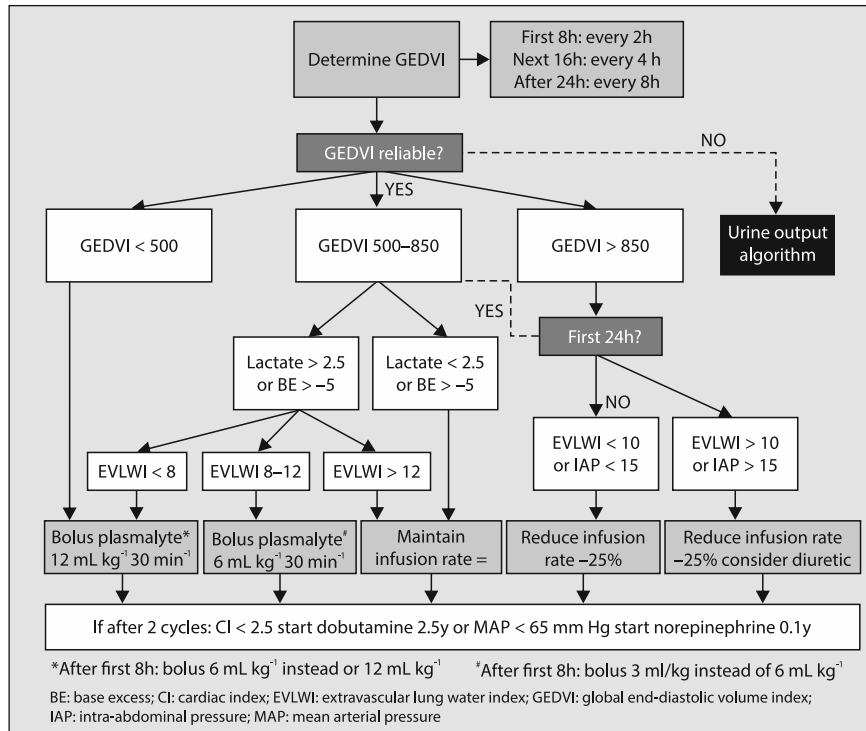 Determine GEDVI
First 8h: every 2h
Next 16h: every 4 h
After 24h: every 8h
GEDVI reliable?
NO
YES
GEDVI < 500
GEDVI 500–850
GEDVI > 850
Urine output
algorithm
YES
First 24h?
Lactate > 2.5
or BE > –5
Lactate < 2.5
or BE > –5
NO
EVLWI < 10
or IAP < 15
EVLWI > 10
or IAP > 15
EVLWI < 8
EVLWI 8–12
EVLWI > 12
Bolus plasmalyte*
12 mL kg⁻¹ 30 min⁻¹
Bolus plasmalyte#
6 mL kg⁻¹ 30 min⁻¹
Maintain
infusion rate =
Reduce infusion
rate –25%
Reduce infusion rate
–25% consider diuretic
If after 2 cycles: CI < 2.5 start dobutamine 2.5y or MAP < 65 mm Hg start norepinephrine 0.1y
*After first 8h: bolus 6 mL kg⁻¹ instead or 12 mL kg⁻¹
#After first 8h: bolus 3 ml/kg instead of 6 mL kg⁻¹
BE: base excess; CI: cardiac index; EVLWI: extravascular lung water index; GEDVI: global end-diastolic volume index;
IAP: intra-abdominal pressure; MAP: mean arterial pressure